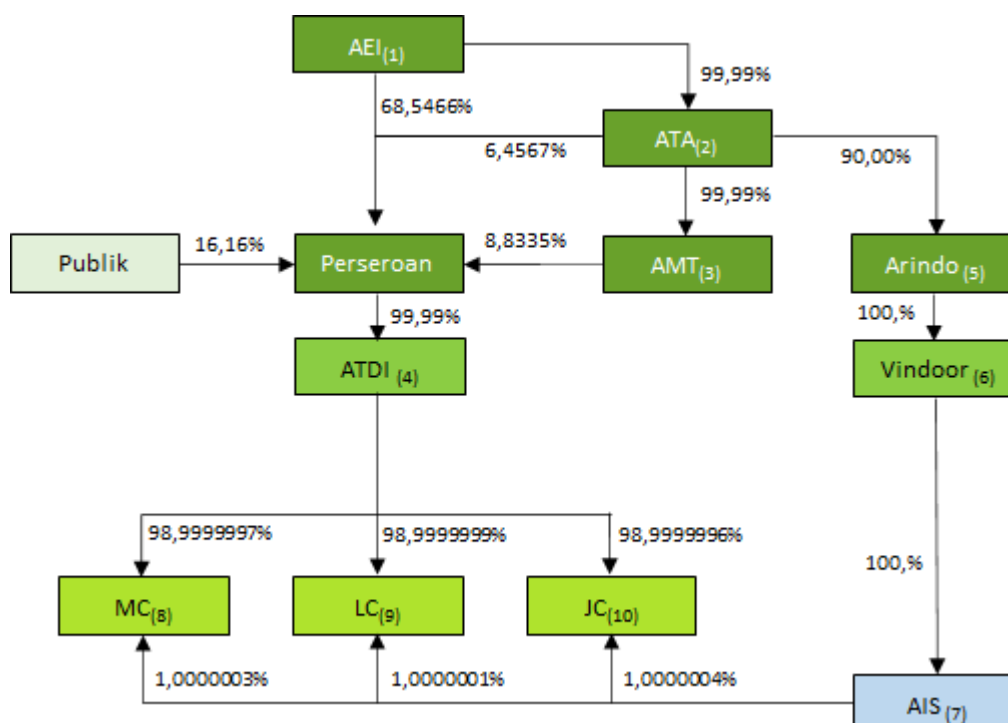 AEI(1)
99,99%
68,5466%
ATA(2)
6,4567%
90,00%
99,99%
Publik
16,16%
Perseroan
8,8335%
AMT(3)
Arindo (5)
99,99%
100,%
ATDI (4)
Vindoor (6)
98,9999997%
98,9999999%
98,9999996%
100,%
MC(8)
LC(9)
JC(10)
1,0000003%
1,0000001%
1,0000004%
AIS (7)